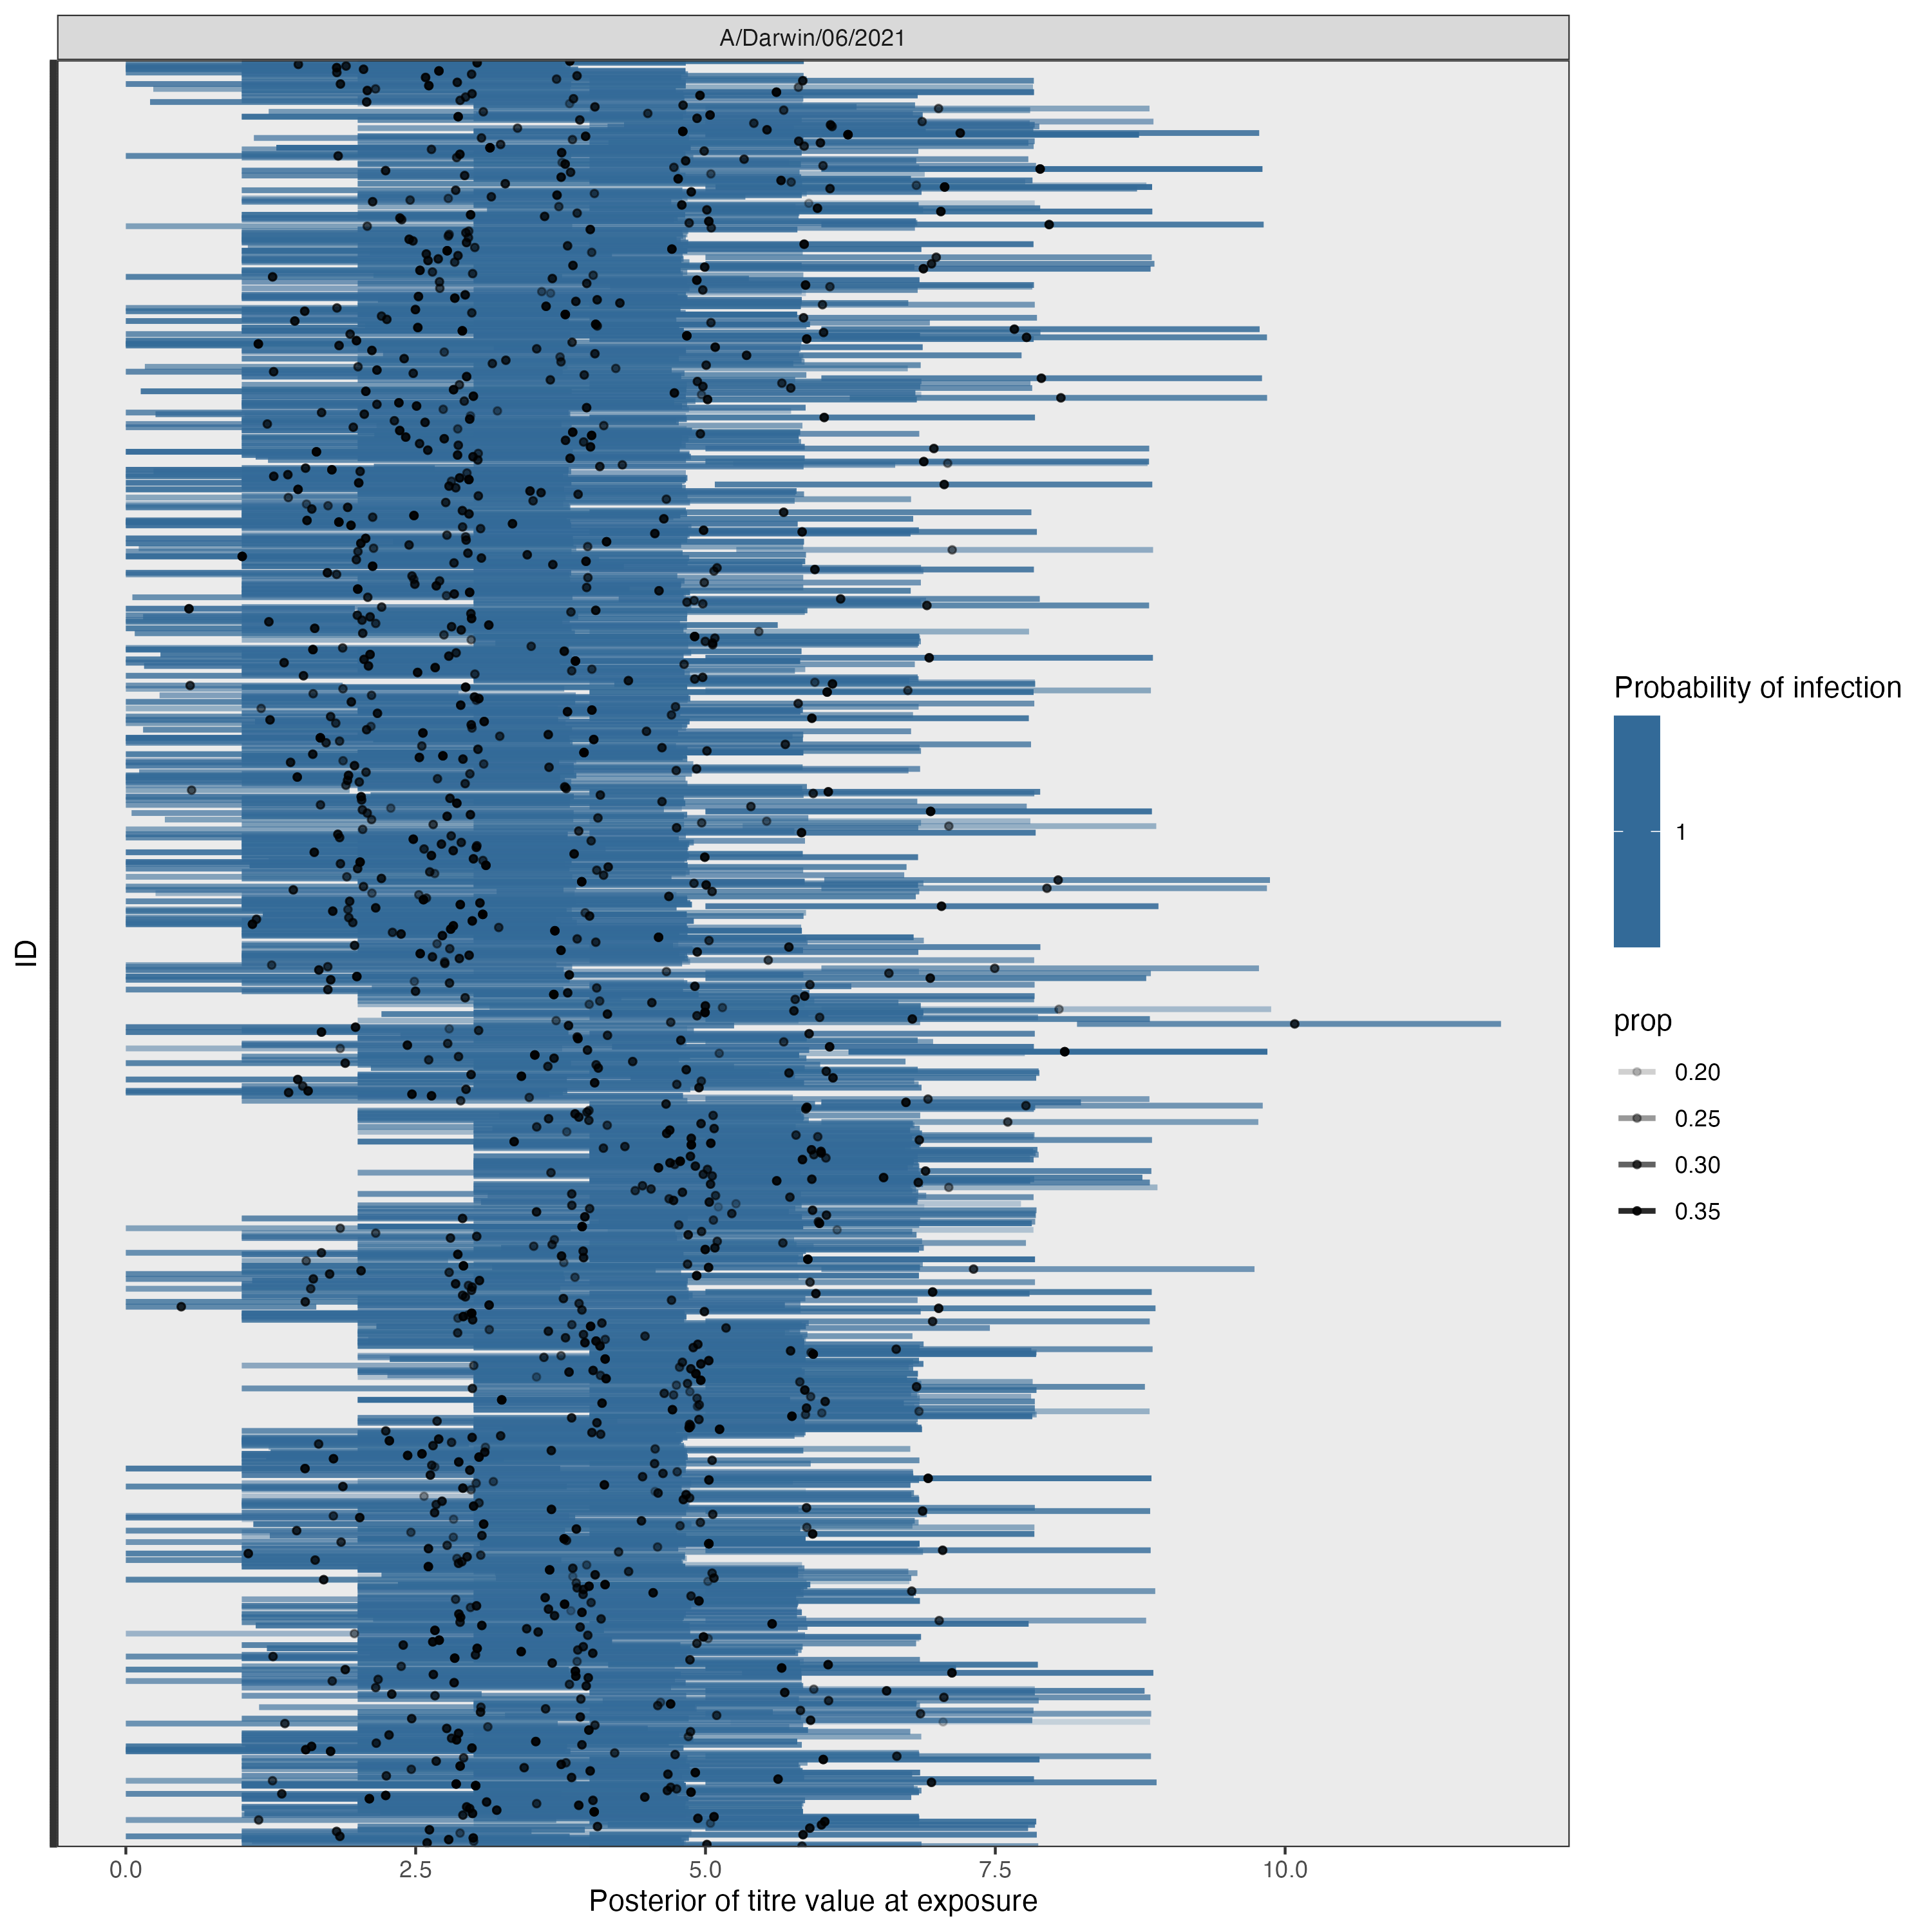 A/Darwin/06/2021
ID
0.0
2.5
5.0
7.5
10.0
Posterior of titre value at exposure
Probability of infection
1
prop
0.20
0.25
0.30
0.35